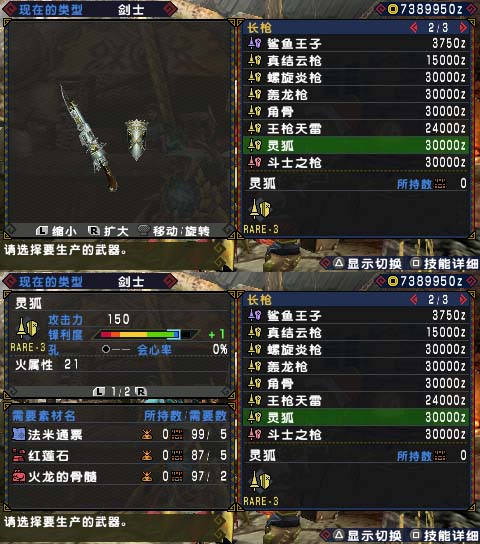 现在的类型 剑士
7389950z
长枪 2/3
鲨鱼王子 3750z
真结云枪 15000z
螺旋炎枪 30000z
轰龙枪 30000z
角骨 30000z
王枪天雷 24000z
灵狐 30000z
斗士之枪 30000z
灵狐 所持数 0
RARE-3
L 缩小 R 扩大 移动/旋转
请选择要生产的武器。
△显示切换 □技能详细
现在的类型 剑士
7389950z
灵狐
攻击力 150
锋利度 +1
RARE-3
孔 ●―― 会心率 0%
火属性 21
L 1/2 R
需要素材名 所持数/需要数
法米通票 0 99/ 5
红莲石 0 87/ 5
火龙的骨髓 0 97/ 2
长枪 2/3
鲨鱼王子 3750z
真结云枪 15000z
螺旋炎枪 30000z
轰龙枪 30000z
角骨 30000z
王枪天雷 24000z
灵狐 30000z
斗士之枪 30000z
灵狐 所持数 0
RARE-3
请选择要生产的武器。
△显示切换 □技能详细